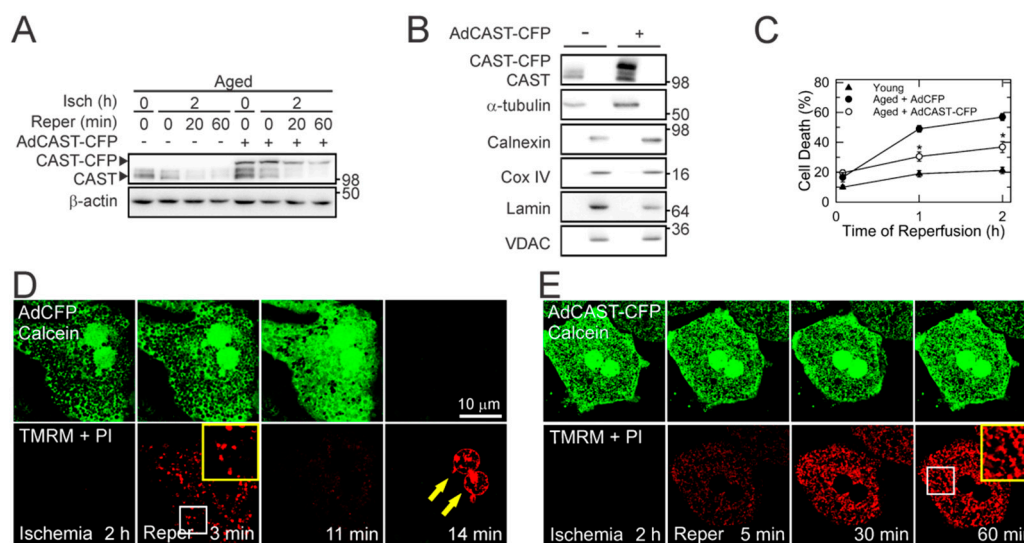 A
Aged
Isch (h) 0 2 0 2
Reper (min) 0 0 20 60 0 0 20 60
AdCAST-CFP + + + +
CAST-CFP
CAST
98
50
β-actin
B
AdCAST-CFP - +
CAST-CFP
CAST
98
α-tubulin
50
98
Calnexin
Cox IV
16
Lamin
64
36
VDAC
C
80
60
40
20
0
Cell Death (%)
Young
Aged + AdCFP
Aged + AdCAST-CFP
*
*
0 1 2
Time of Reperfusion (h)
D
AdCFP
Calcein
10 μm
TMRM + PI
Ischemia 2 h
Reper 3 min
11 min
14 min
E
AdCAST-CFP
Calcein
TMRM + PI
Ischemia 2 h
Reper 5 min
30 min
60 mi